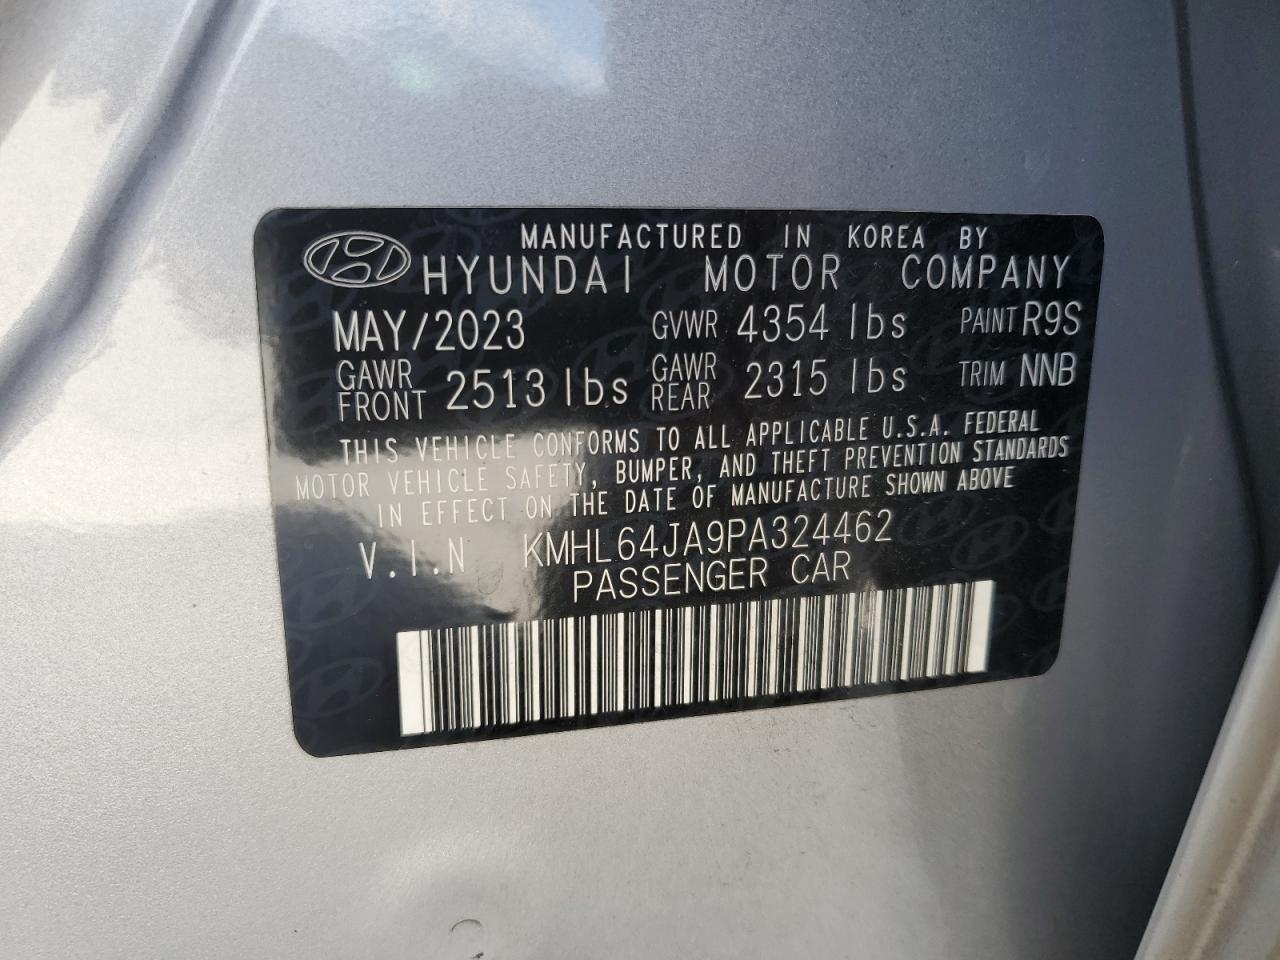 MANUFACTURED IN KOREA BY
HYUNDAI MOTOR COMPANY
MAY/2023 GVWR 4354 lbs PAINT R9S
GAWR FRONT 2513 lbs GAWR REAR 2315 lbs TRIM NNB
THIS VEHICLE CONFORMS TO ALL APPLICABLE U.S.A. FEDERAL
MOTOR VEHICLE SAFETY, BUMPER, AND THEFT PREVENTION STANDARDS
IN EFFECT ON THE DATE OF MANUFACTURE SHOWN ABOVE
V.I.N KMHL64JA9PA324462
PASSENGER CAR